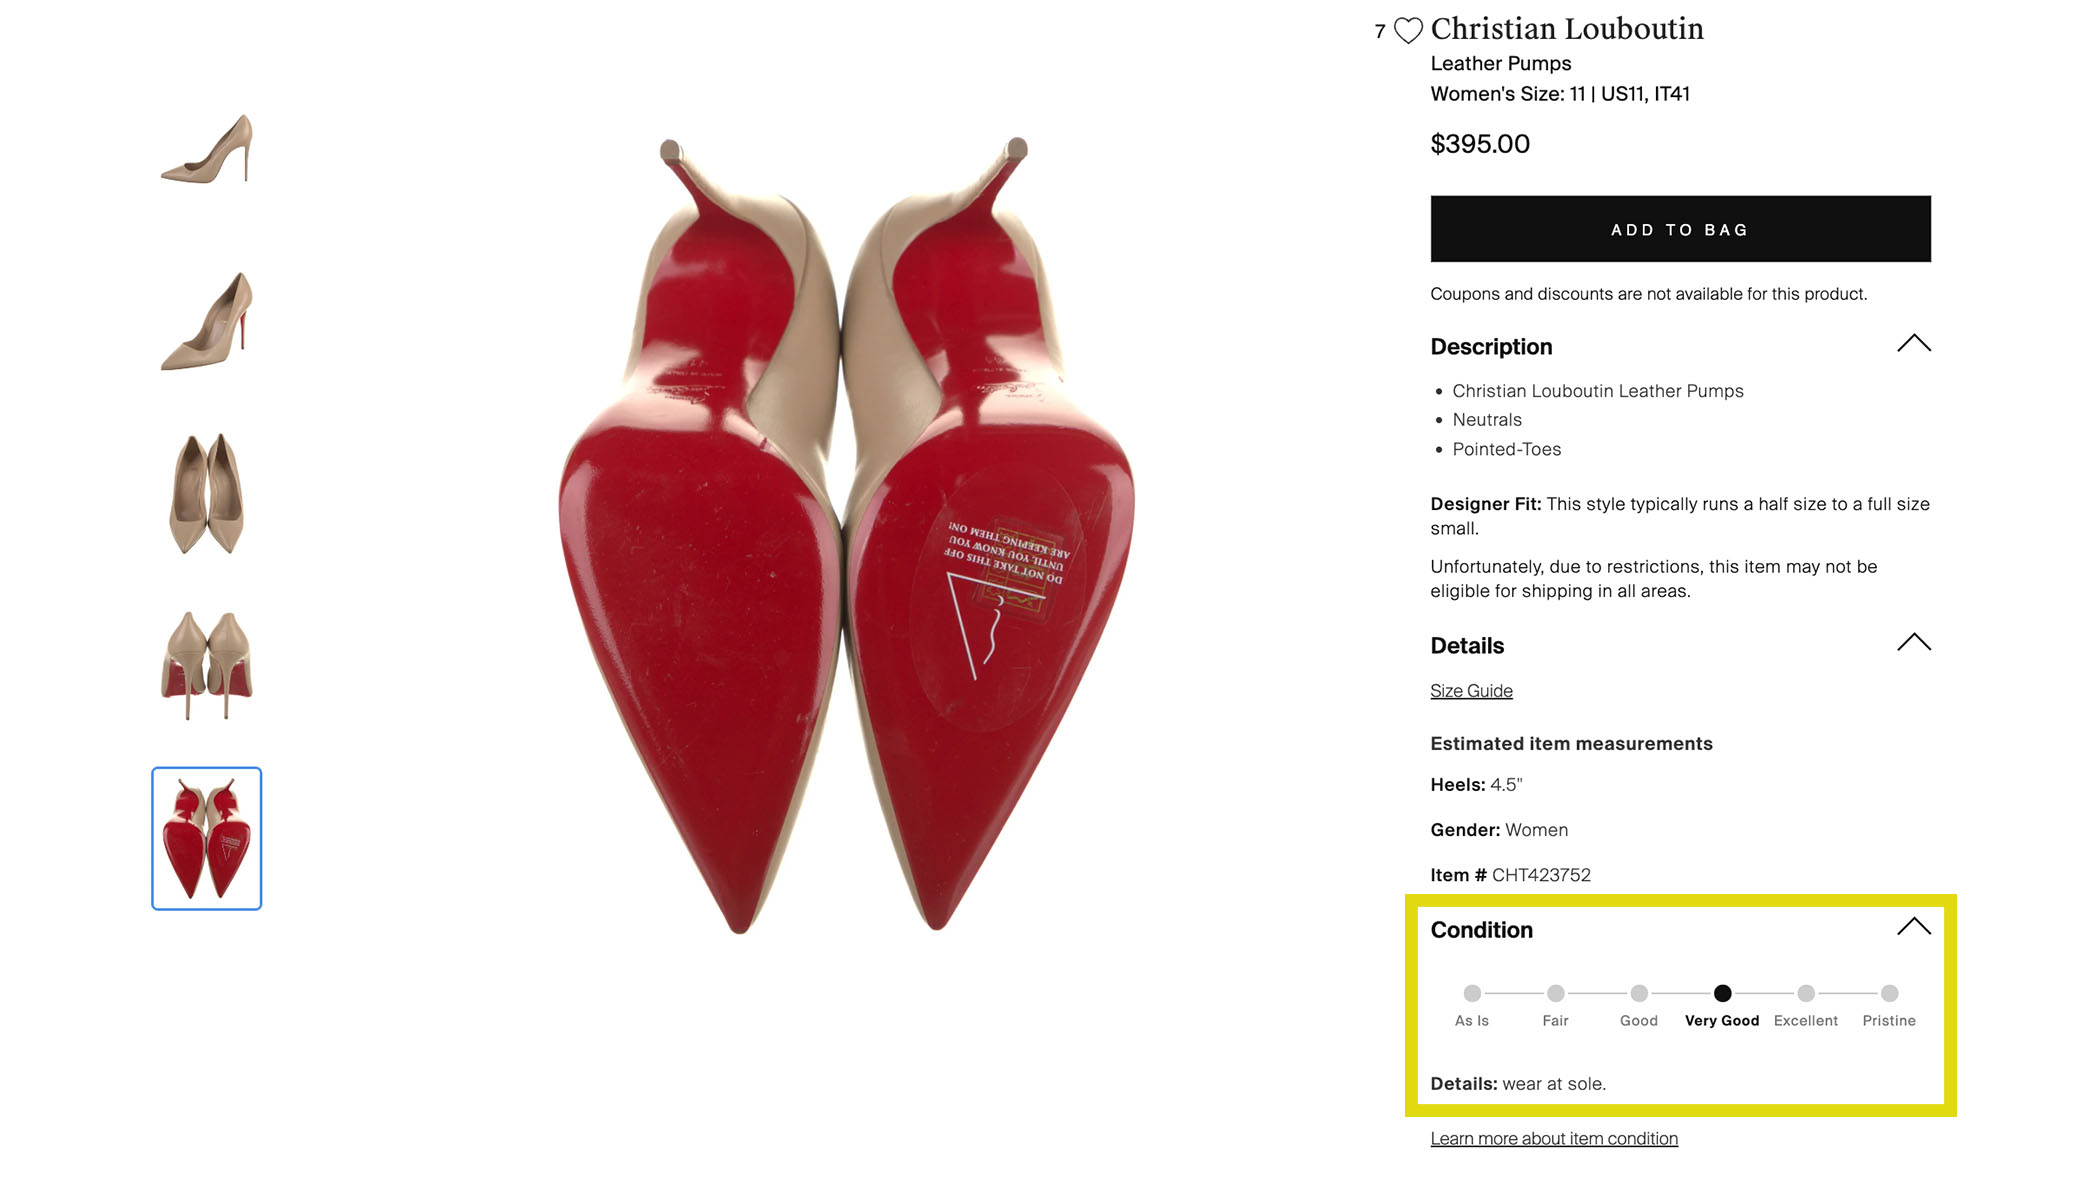 7 Christian Louboutin
Leather Pumps
Women's Size: 11 | US11, IT41
$395.00
ADD TO BAG
Coupons and discounts are not available for this product.
Description
• Christian Louboutin Leather Pumps
• Neutrals
• Pointed-Toes
Designer Fit: This style typically runs a half size to a full size
small.
Unfortunately, due to restrictions, this item may not be
eligible for shipping in all areas.
Details
Size Guide
Estimated item measurements
Heels: 4.5"
Gender: Women
Item # CHT423752
Condition
As Is Fair Good Very Good Excellent Pristine
Details: wear at sole.
Learn more about item condition
DO NOT TAKE THIS OFF
UNTIL YOU KNOW YOU
ARE KEEPING THEM ON!